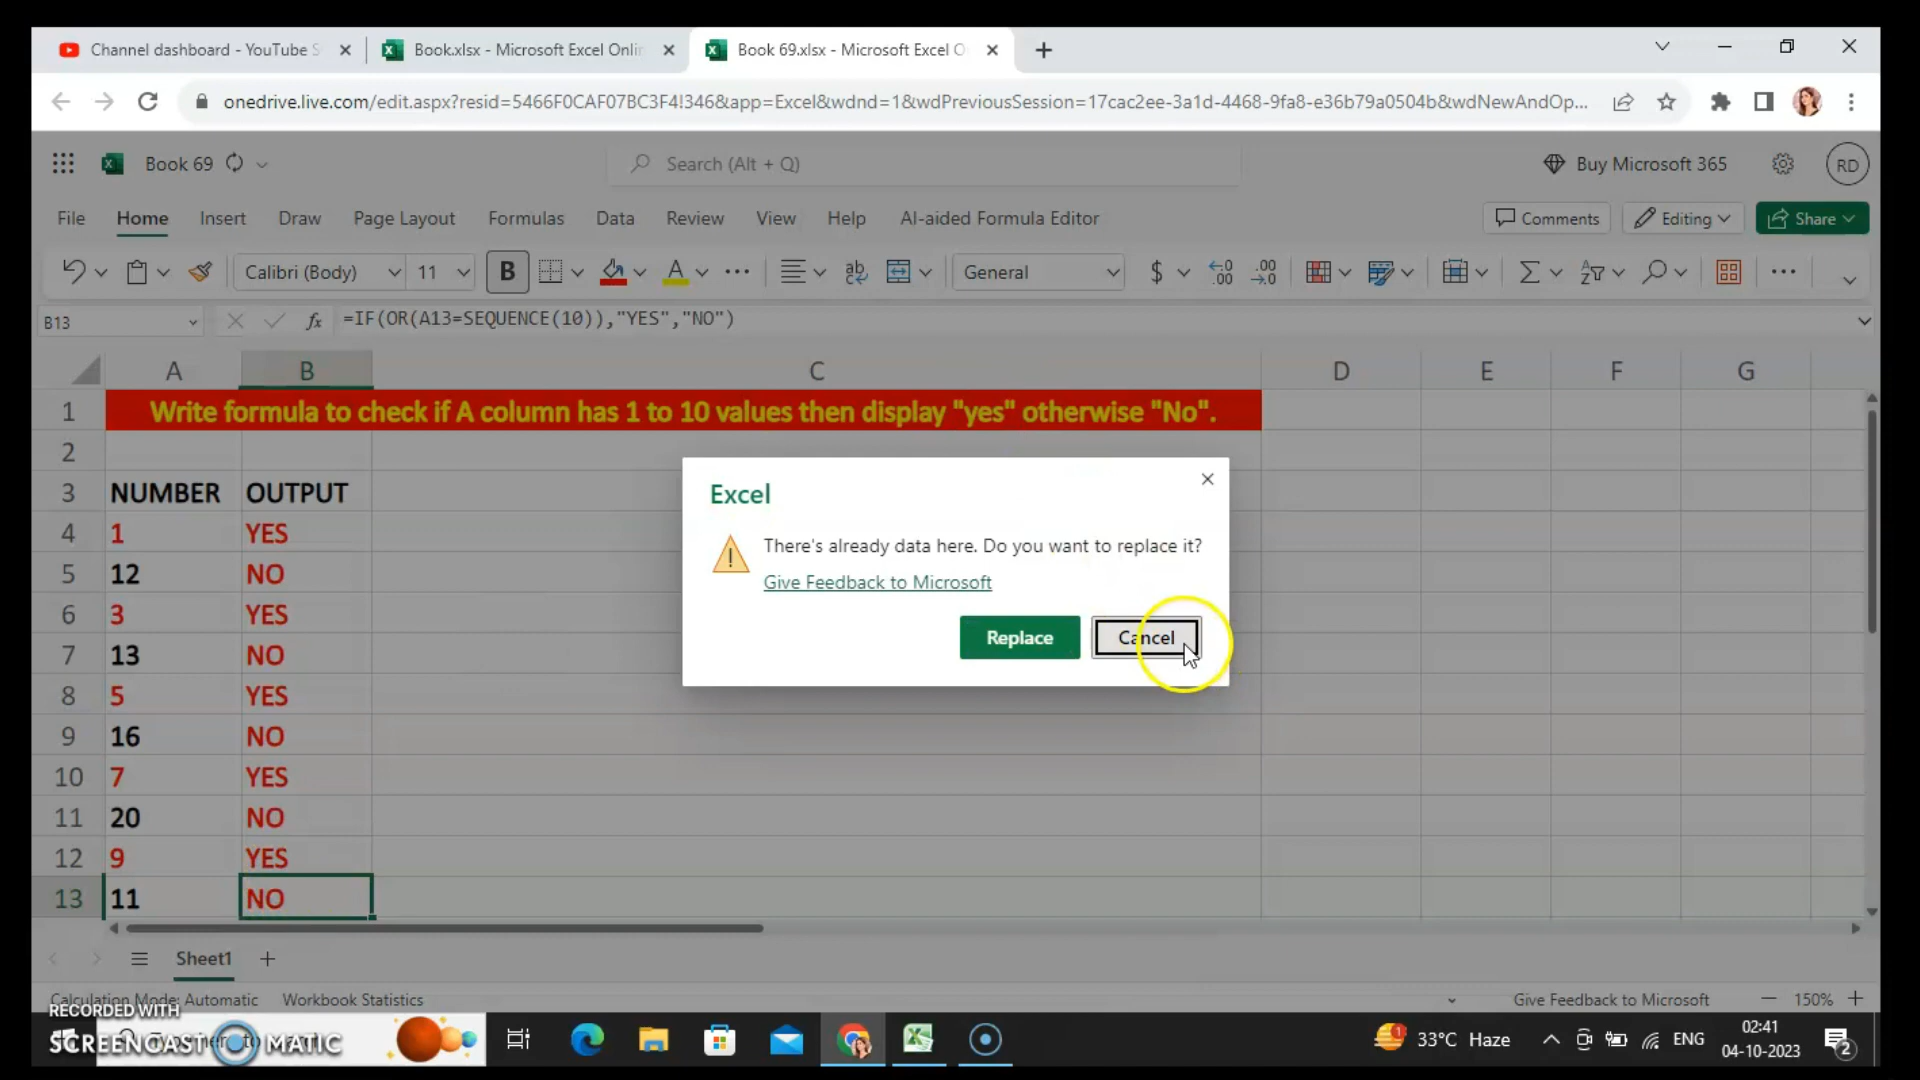 Channel dashboard - YouTube S
Book.xlsx - Microsoft Excel Onlin
Book 69.xlsx - Microsoft Excel O
onedrive.live.com/edit.aspx?resid=5466F0CAF07BC3F4!346&app=Excel&wdnd=1&wdPreviousSession=17cac2ee-3a1d-4468-9fa8-e36b79a0504b&wdNewAndOp...
Book 69
Search (Alt + Q)
Buy Microsoft 365
RD
File Home Insert Draw Page Layout Formulas Data Review View Help AI-aided Formula Editor
Comments Editing Share
Calibri (Body) 11 B A ab General $ .00 .00
B13 fx =IF(OR(A13=SEQUENCE(10)),"YES","NO")
A B C D E F G
1 Write formula to check if A column has 1 to 10 values then display "yes" otherwise "No".
2
3 NUMBER OUTPUT
4 1 YES
5 12 NO
6 3 YES
7 13 NO
8 5 YES
9 16 NO
10 7 YES
11 20 NO
12 9 YES
13 11 NO
Excel
There's already data here. Do you want to replace it?
Give Feedback to Microsoft
Replace Cancel
Sheet1
Calculation Mode: Automatic Workbook Statistics
Give Feedback to Microsoft 150%
RECORDED WITH
SCREENCAST MATIC
33°C Haze
ENG
02:41
04-10-2023
2